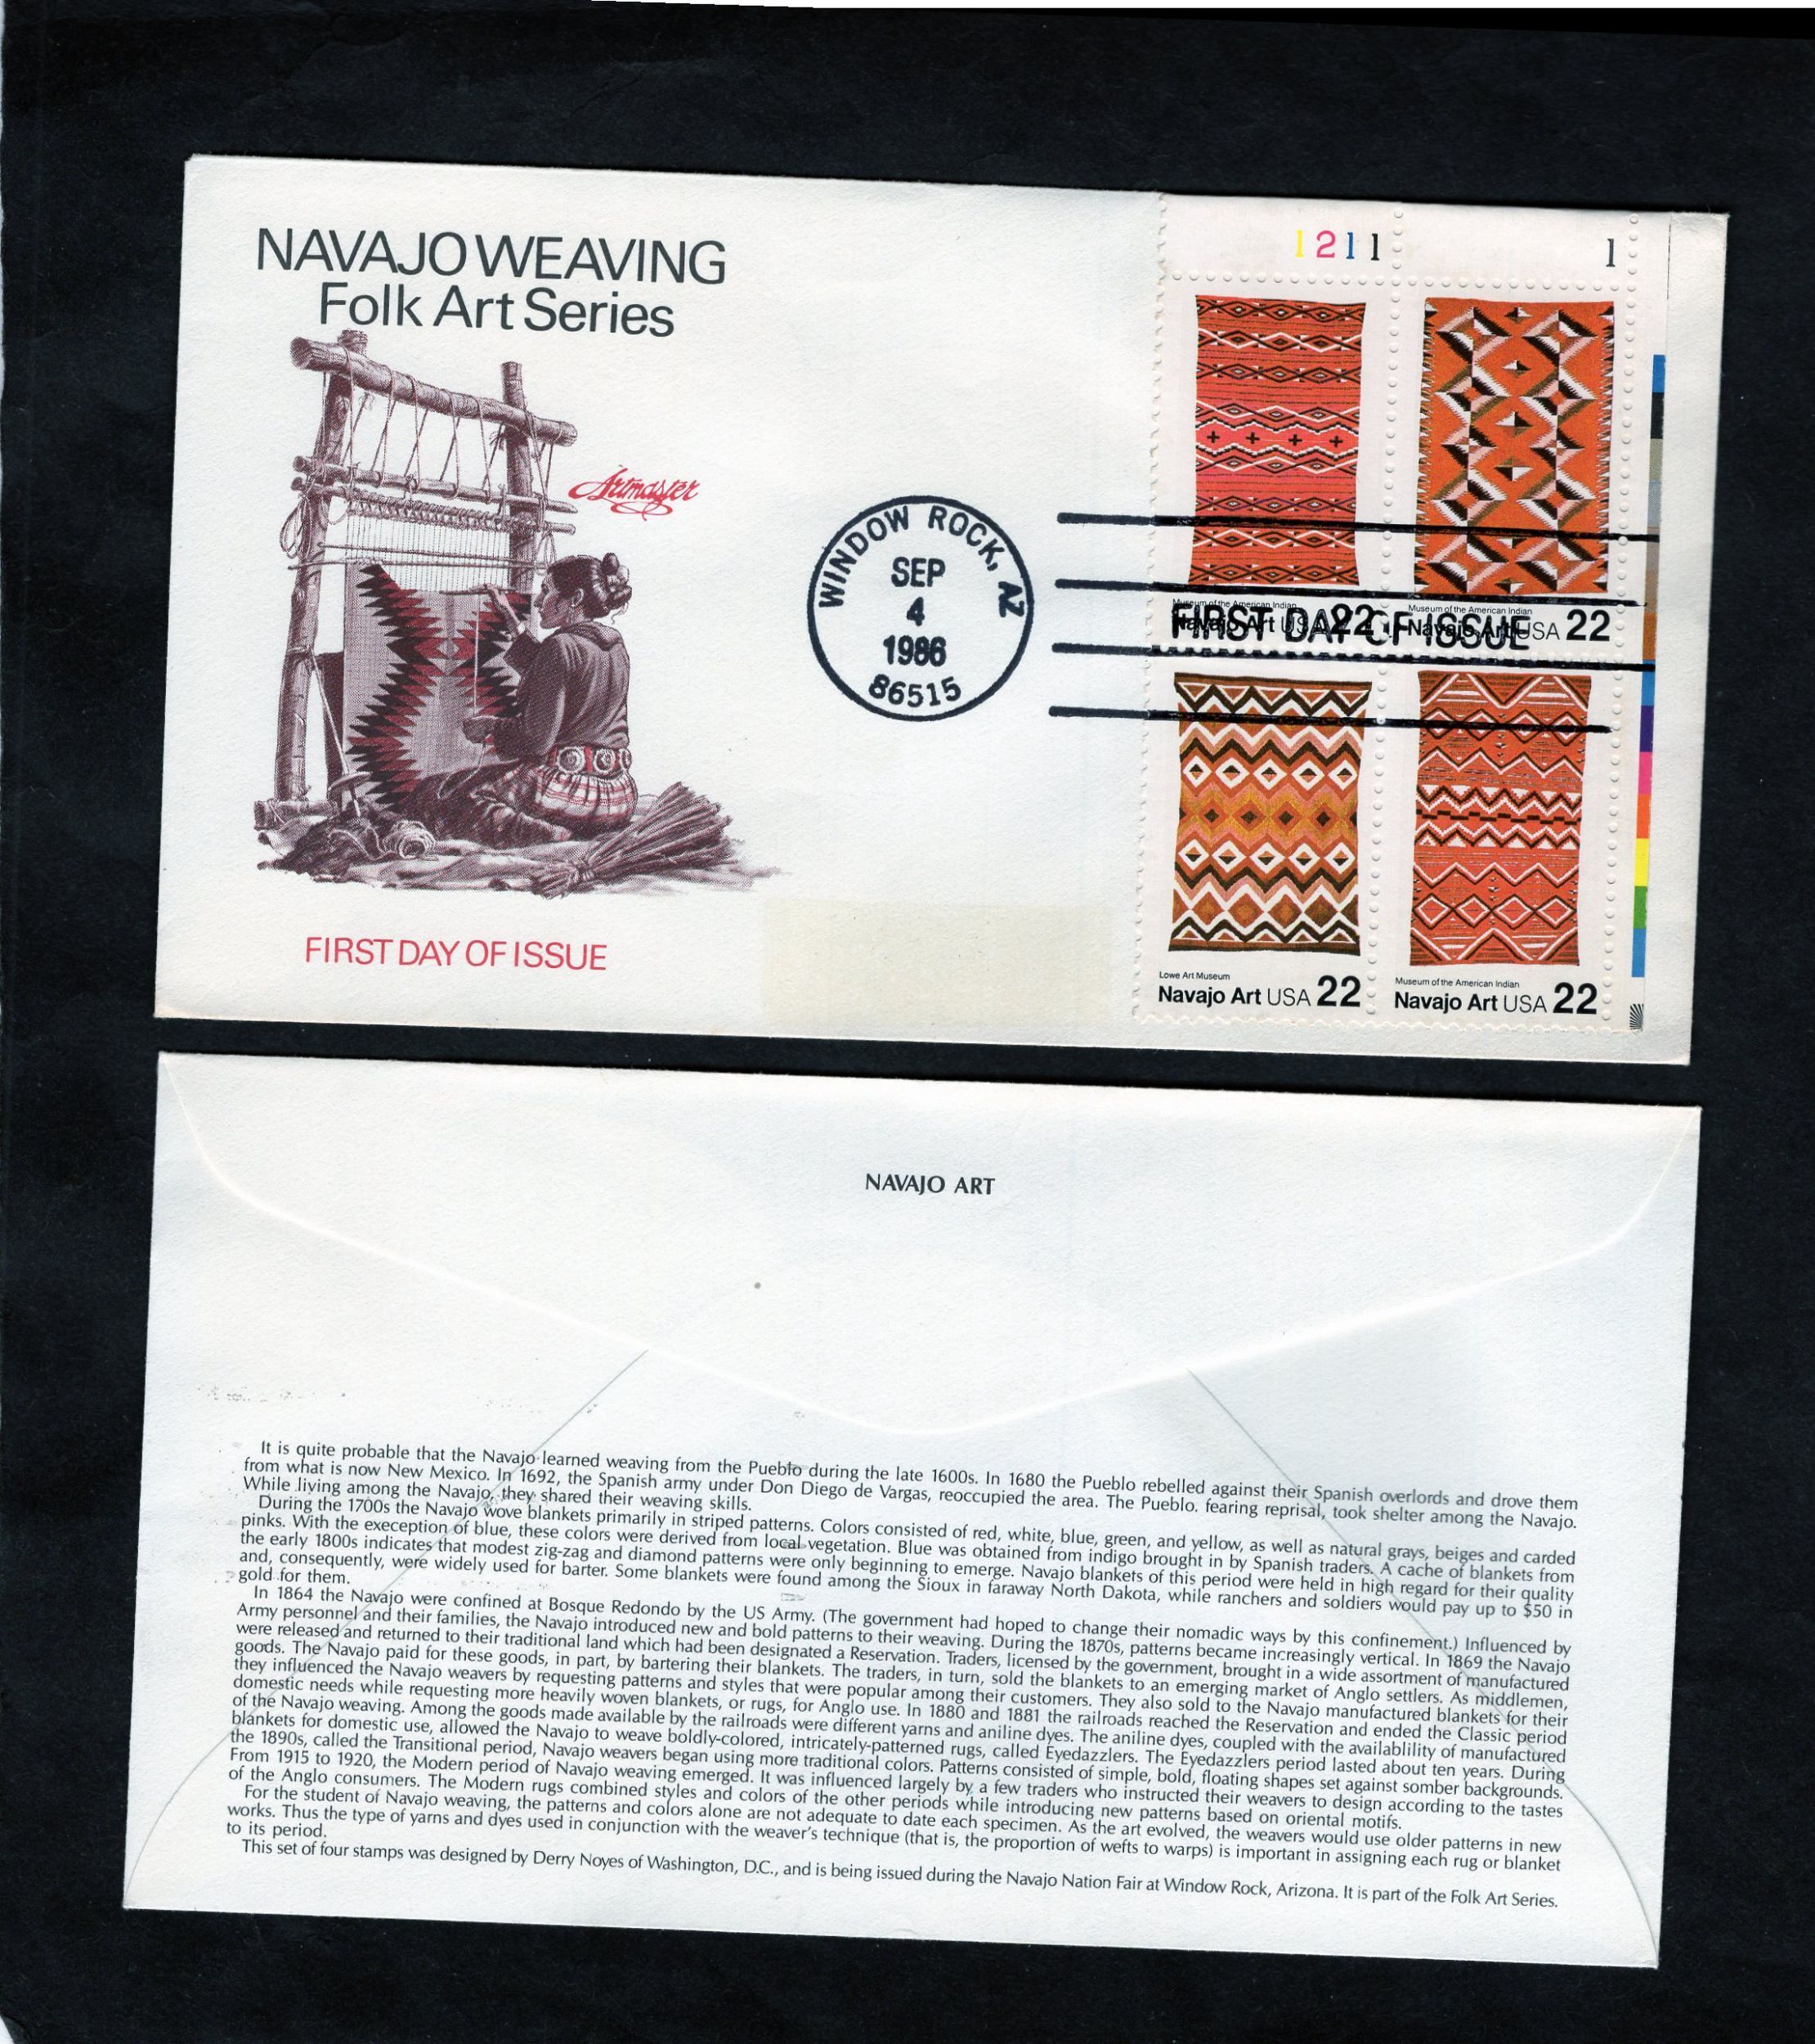 NAVAJO WEAVING
Folk Art Series
Artmaster
FIRST DAY OF ISSUE
WINDOW ROCK, AZ
SEP
4
1986
86515
1211
1
Museum of the American Indian
Navajo Art USA 22
Museum of the American Indian
Navajo Art USA 22
FIRST DAY OF ISSUE
Lowe Art Museum
Navajo Art USA 22
Museum of the American Indian
Navajo Art USA 22
NAVAJO ART
It is quite probable that the Navajo learned weaving from the Pueblo during the late 1600s. In 1680 the Pueblo rebelled against their Spanish overlords and drove them
from what is now New Mexico. In 1692, the Spanish army under Don Diego de Vargas, reoccupied the area. The Pueblo. fearing reprisal, took shelter among the Navajo.
While living among the Navajo, they shared their weaving skills.
During the 1700s the Navajo wove blankets primarily in striped patterns. Colors consisted of red, white, blue, green, and yellow, as well as natural grays, beiges and carded
pinks. With the exeception of blue, these colors were derived from local vegetation. Blue was obtained from indigo brought in by Spanish traders. A cache of blankets from
the early 1800s indicates that modest zig-zag and diamond patterns were only beginning to emerge. Navajo blankets of this period were held in high regard for their quality
and, consequently, were widely used for barter. Some blankets were found among the Sioux in faraway North Dakota, while ranchers and soldiers would pay up to $50 in
gold for them.
In 1864 the Navajo were confined at Bosque Redondo by the US Army. (The government had hoped to change their nomadic ways by this confinement.) Influenced by
Army personnel and their families, the Navajo introduced new and bold patterns to their weaving. During the 1870s, patterns became increasingly vertical. In 1869 the Navajo
were released and returned to their traditional land which had been designated a Reservation. Traders, licensed by the government, brought in a wide assortment of manufactured
goods. The Navajo paid for these goods, in part, by bartering their blankets. The traders, in turn, sold the blankets to an emerging market of Anglo settlers. As middlemen,
they influenced the Navajo weavers by requesting patterns and styles that were popular among their customers. They also sold to the Navajo manufactured blankets for their
domestic needs while requesting more heavily woven blankets, or rugs, for Anglo use. In 1880 and 1881 the railroads reached the Reservation and ended the Classic period
of the Navajo weaving. Among the goods made available by the railroads were different yarns and aniline dyes. The aniline dyes, coupled with the availablility of manufactured
blankets for domestic use, allowed the Navajo to weave boldly-colored, intricately-patterned rugs, called Eyedazzlers. The Eyedazzlers period lasted about ten years. During
the 1890s, called the Transitional period, Navajo weavers began using more traditional colors. Patterns consisted of simple, bold, floating shapes set against somber backgrounds.
From 1915 to 1920, the Modern period of Navajo weaving emerged. It was influenced largely by a few traders who instructed their weavers to design according to the tastes
of the Anglo consumers. The Modern rugs combined styles and colors of the other periods while introducing new patterns based on oriental motifs.
For the student of Navajo weaving, the patterns and colors alone are not adequate to date each specimen. As the art evolved, the weavers would use older patterns in new
works. Thus the type of yarns and dyes used in conjunction with the weaver's technique (that is, the proportion of wefts to warps) is important in assigning each rug or blanket
to its period.
This set of four stamps was designed by Derry Noyes of Washington, D.C., and is being issued during the Navajo Nation Fair at Window Rock, Arizona. It is part of the Folk Art Series.